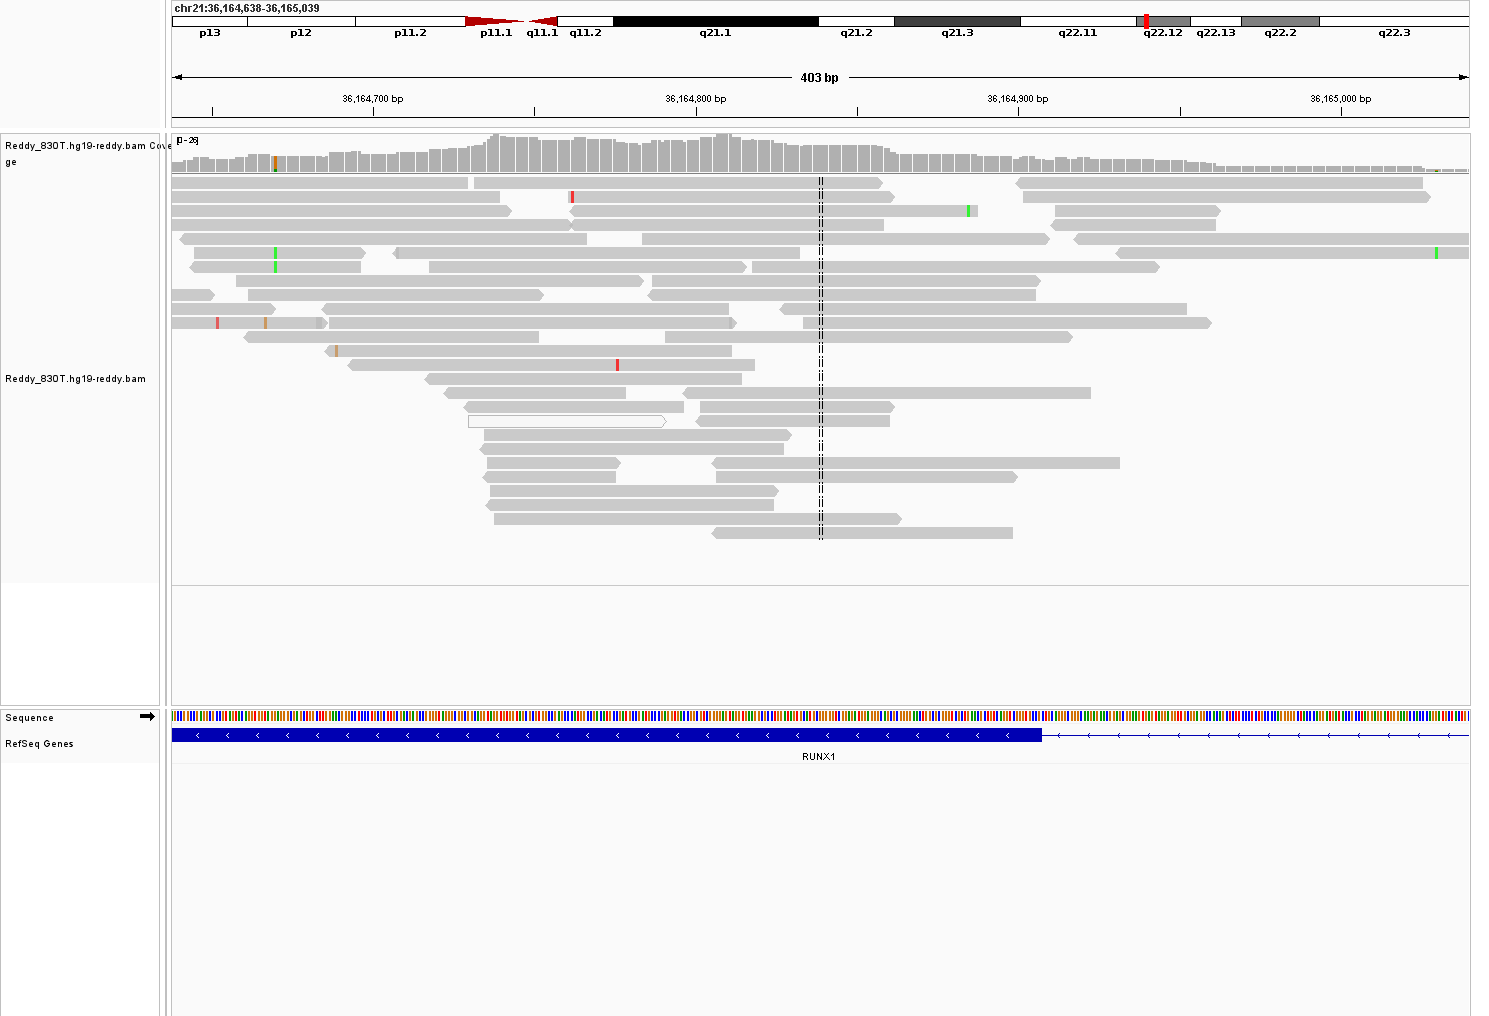 chr21:36,164,638-36,165,039
p13 p12 p11.2 p11.1 q11.1 q11.2 q21.1 q21.2 q21.3 q22.11 q22.12 q22.13 q22.2 q22.3
403 bp
36,164,700 bp 36,164,800 bp 36,164,900 bp 36,165,000 bp
Reddy_830T.hg19-reddy.bam Cove
ge
[0-26]
Reddy_830T.hg19-reddy.bam
Sequence
RefSeq Genes
RUNX1